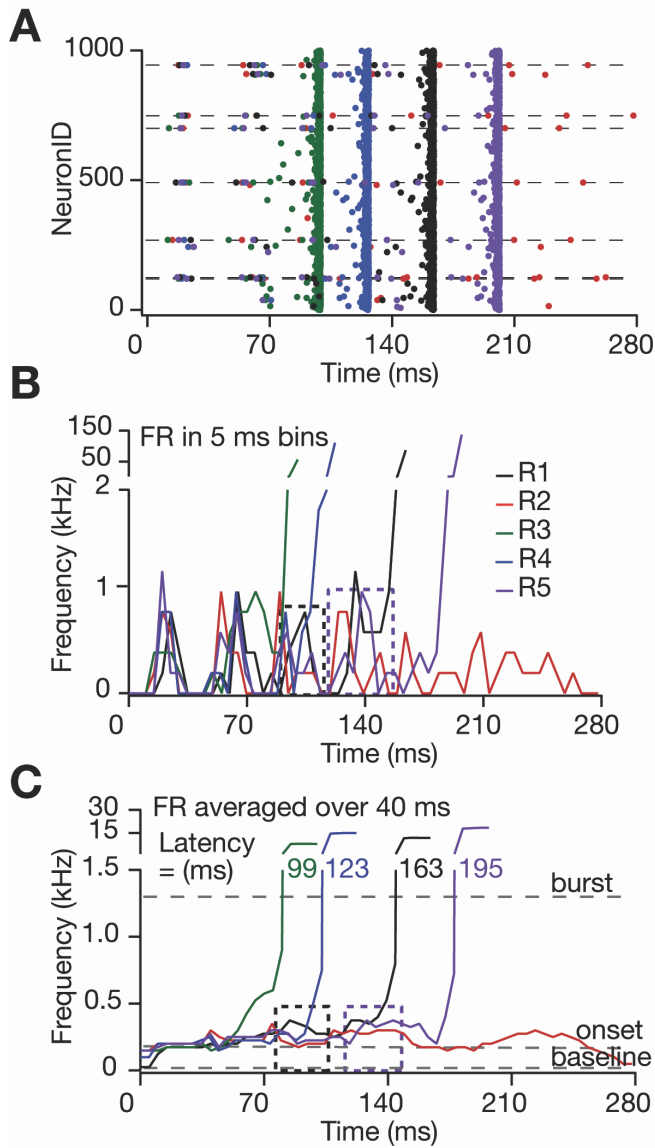 A
1000
500
0
NeuronID
0 70 140 210 280
Time (ms)
B
150
50
2
1
0
Frequency (kHz)
FR in 5 ms bins
R1
R2
R3
R4
R5
0 70 140 210 280
Time (ms)
C
30
15
1.5
1.0
0.5
0
Frequency (kHz)
FR averaged over 40 ms
Latency
= (ms) 99 123 163 195
burst
onset
baseline
0 70 140 210 280
Time (ms)